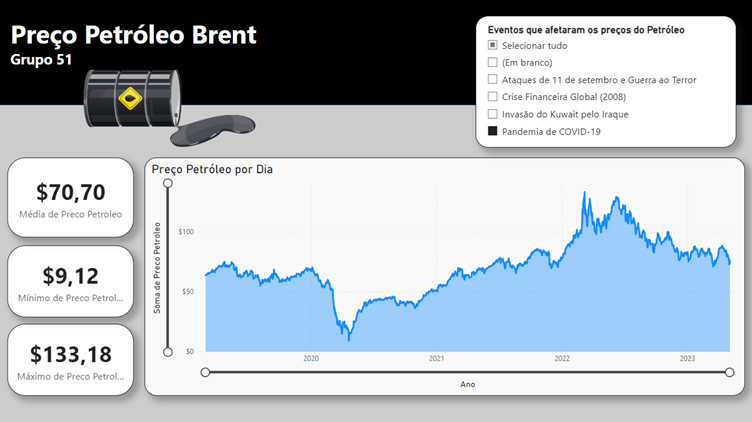 Preço Petróleo Brent
Grupo 51
Eventos que afetaram os preços do Petróleo
Selecionar tudo
(Em branco)
Ataques de 11 de setembro e Guerra ao Terror
Crise Financeira Global (2008)
Invasão do Kuwait pelo Iraque
Pandemia de COVID-19
$70,70
Média de Preco Petroleo
$9,12
Mínimo de Preco Petrol...
$133,18
Máximo de Preco Petrol...
Preço Petróleo por Dia
Soma de Preco Petroleo
$100
$50
$0
2020
2021
2022
2023
Ano